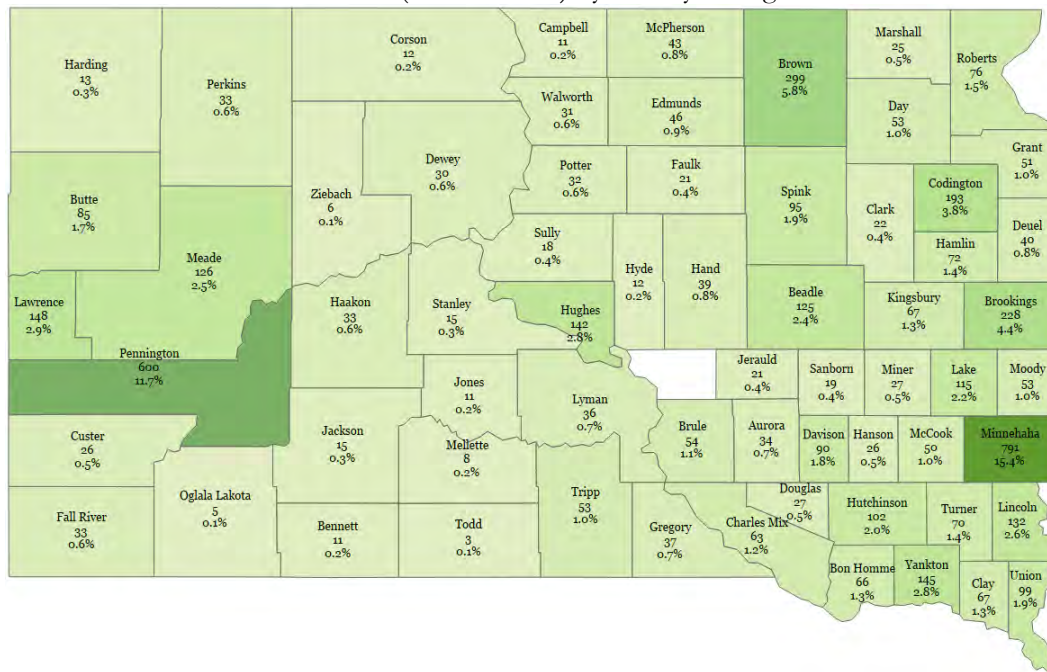 Harding
13
0.3%
Perkins
33
0.6%
Corson
12
0.2%
Campbell
11
0.2%
McPherson
43
0.8%
Brown
299
5.8%
Marshall
25
0.5%
Roberts
76
1.5%
Walworth
31
0.6%
Edmunds
46
0.9%
Day
53
1.0%
Grant
51
1.0%
Butte
85
1.7%
Ziebach
6
0.1%
Dewey
30
0.6%
Potter
32
0.6%
Faulk
21
0.4%
Spink
95
1.9%
Clark
22
0.4%
Codington
193
3.8%
Deuel
40
0.8%
Hamlin
72
1.4%
Meade
126
2.5%
Sully
18
0.4%
Hyde
12
0.2%
Hand
39
0.8%
Lawrence
148
2.9%
Haakon
33
0.6%
Stanley
15
0.3%
Hughes
142
2.8%
Beadle
125
2.4%
Kingsbury
67
1.3%
Brookings
228
4.4%
Pennington
600
11.7%
Jones
11
0.2%
Lyman
36
0.7%
Jerauld
21
0.4%
Sanborn
19
0.4%
Miner
27
0.5%
Lake
115
2.2%
Moody
53
1.0%
Custer
26
0.5%
Jackson
15
0.3%
Mellette
8
0.2%
Brule
54
1.1%
Aurora
34
0.7%
Davison
90
1.8%
Hanson
26
0.5%
McCook
50
1.0%
Minnehaha
791
15.4%
Fall River
33
0.6%
Oglala Lakota
5
0.1%
Bennett
11
0.2%
Todd
3
0.1%
Tripp
53
1.0%
Gregory
37
0.7%
Charles Mix
63
1.2%
Douglas
27
0.5%
Hutchinson
102
2.0%
Turner
70
1.4%
Lincoln
132
2.6%
Bon Homme
66
1.3%
Yankton
145
2.8%
Clay
67
1.3%
Union
99
1.9%